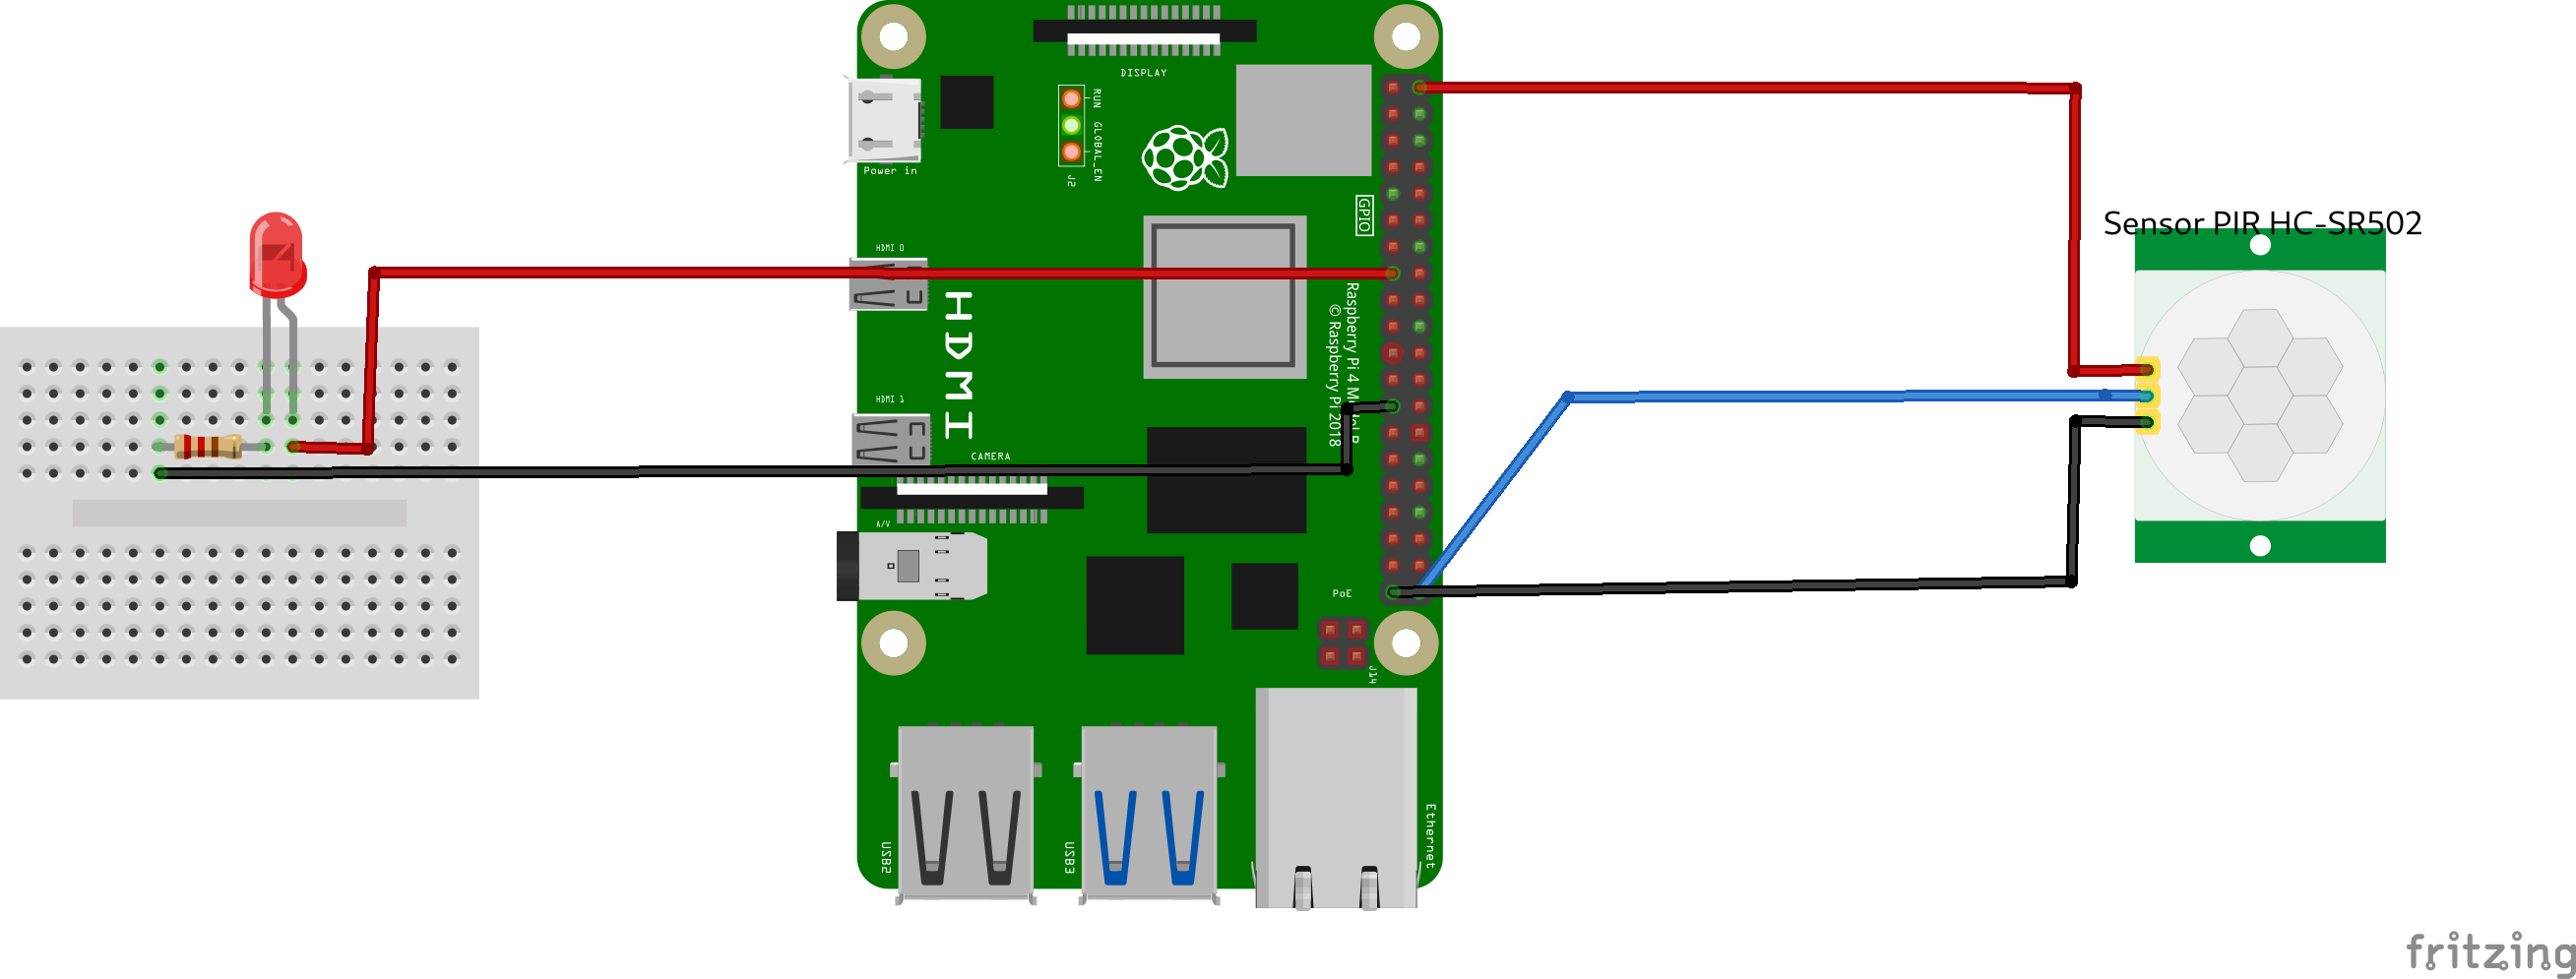 DISPLAY
RUN
GLOBAL_EN
J2
Power in
GPIO
Sensor PIR HC-SR502
HDMI 0
HDMI
Raspberry Pi 4 Model B
© Raspberry Pi 2018
HDMI 1
CAMERA
A/V
PoE
J14
USB2
USB3
Ethernet
fritzing